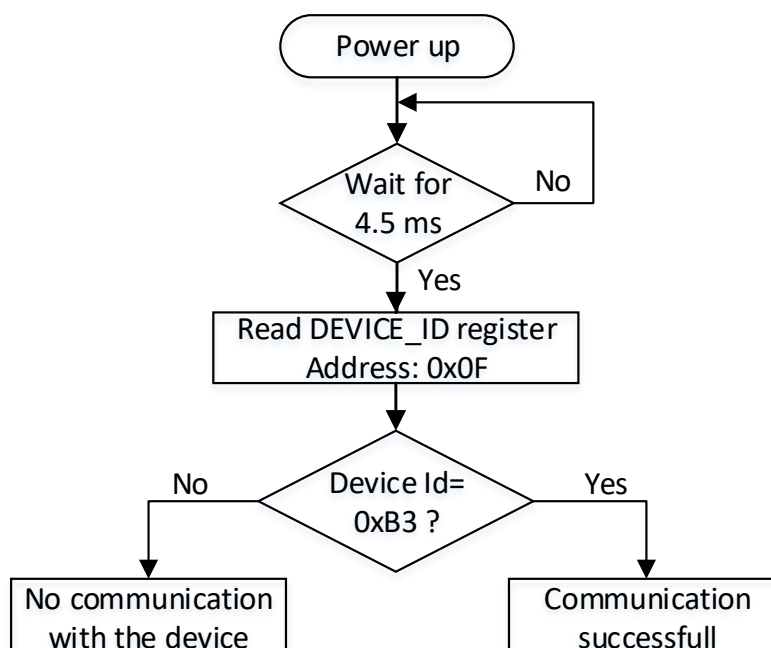 Power up
Wait for
4.5 ms
No
Yes
Read DEVICE_ID register
Address: 0x0F
Device Id=
0xB3 ?
No
Yes
No communication
with the device
Communication
successfull